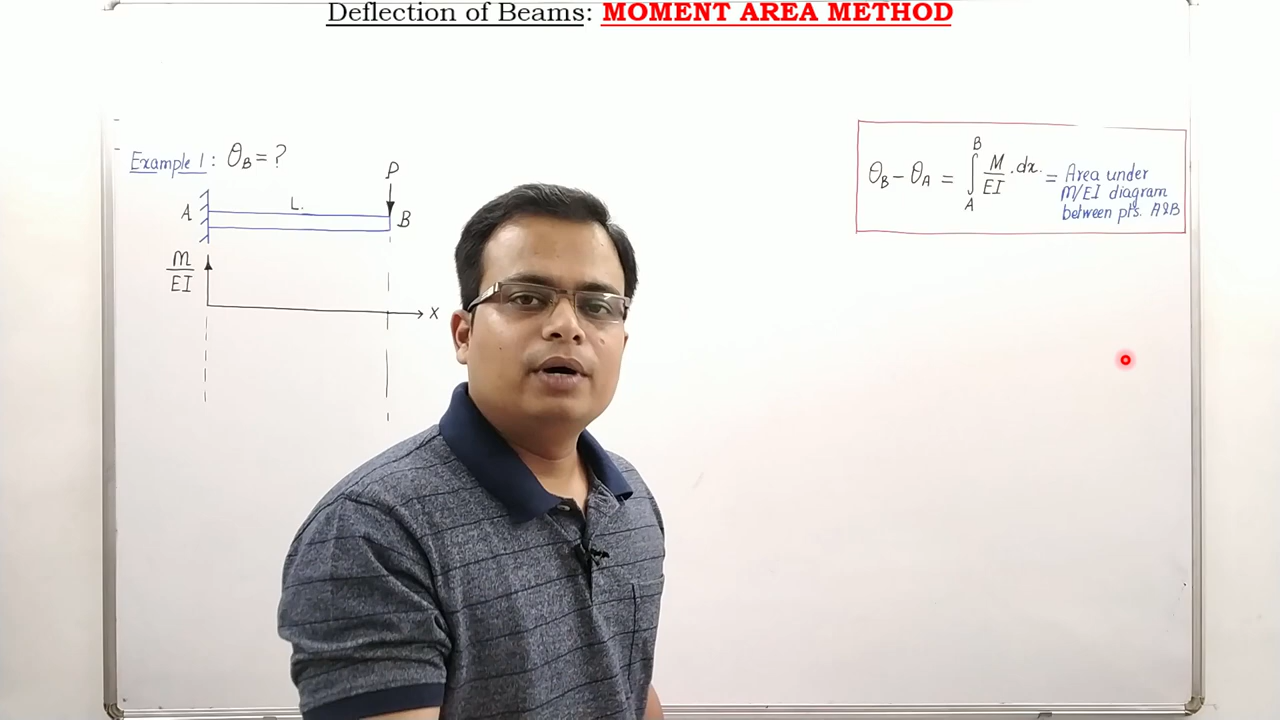 Deflection of Beams: MOMENT AREA METHOD
Example 1: θB = ?
P
L.
A
B
M/EI
x
θB - θA = ∫AB M/EI .dx. = Area under
M/EI diagram
between pts. A&B